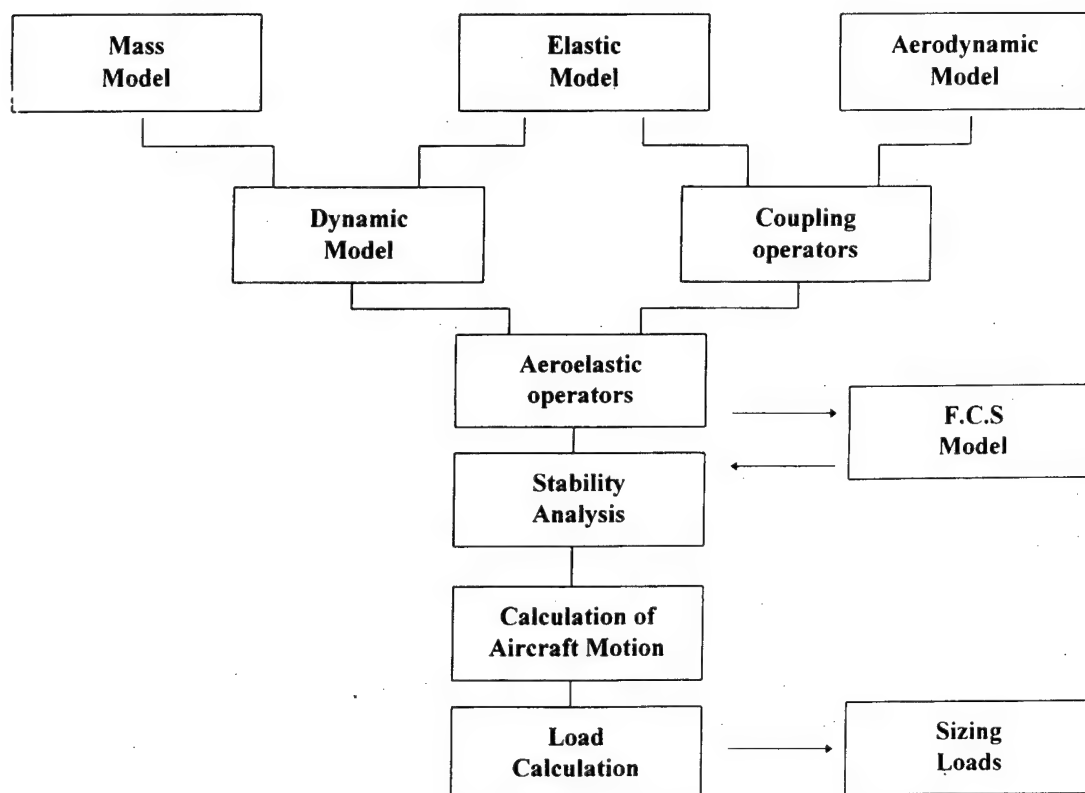 Mass
Model
Elastic
Model
Aerodynamic
Model
Dynamic
Model
Coupling
operators
Aeroelastic
operators
F.C.S
Model
Stability
Analysis
Calculation of
Aircraft Motion
Load
Calculation
Sizing
Loads